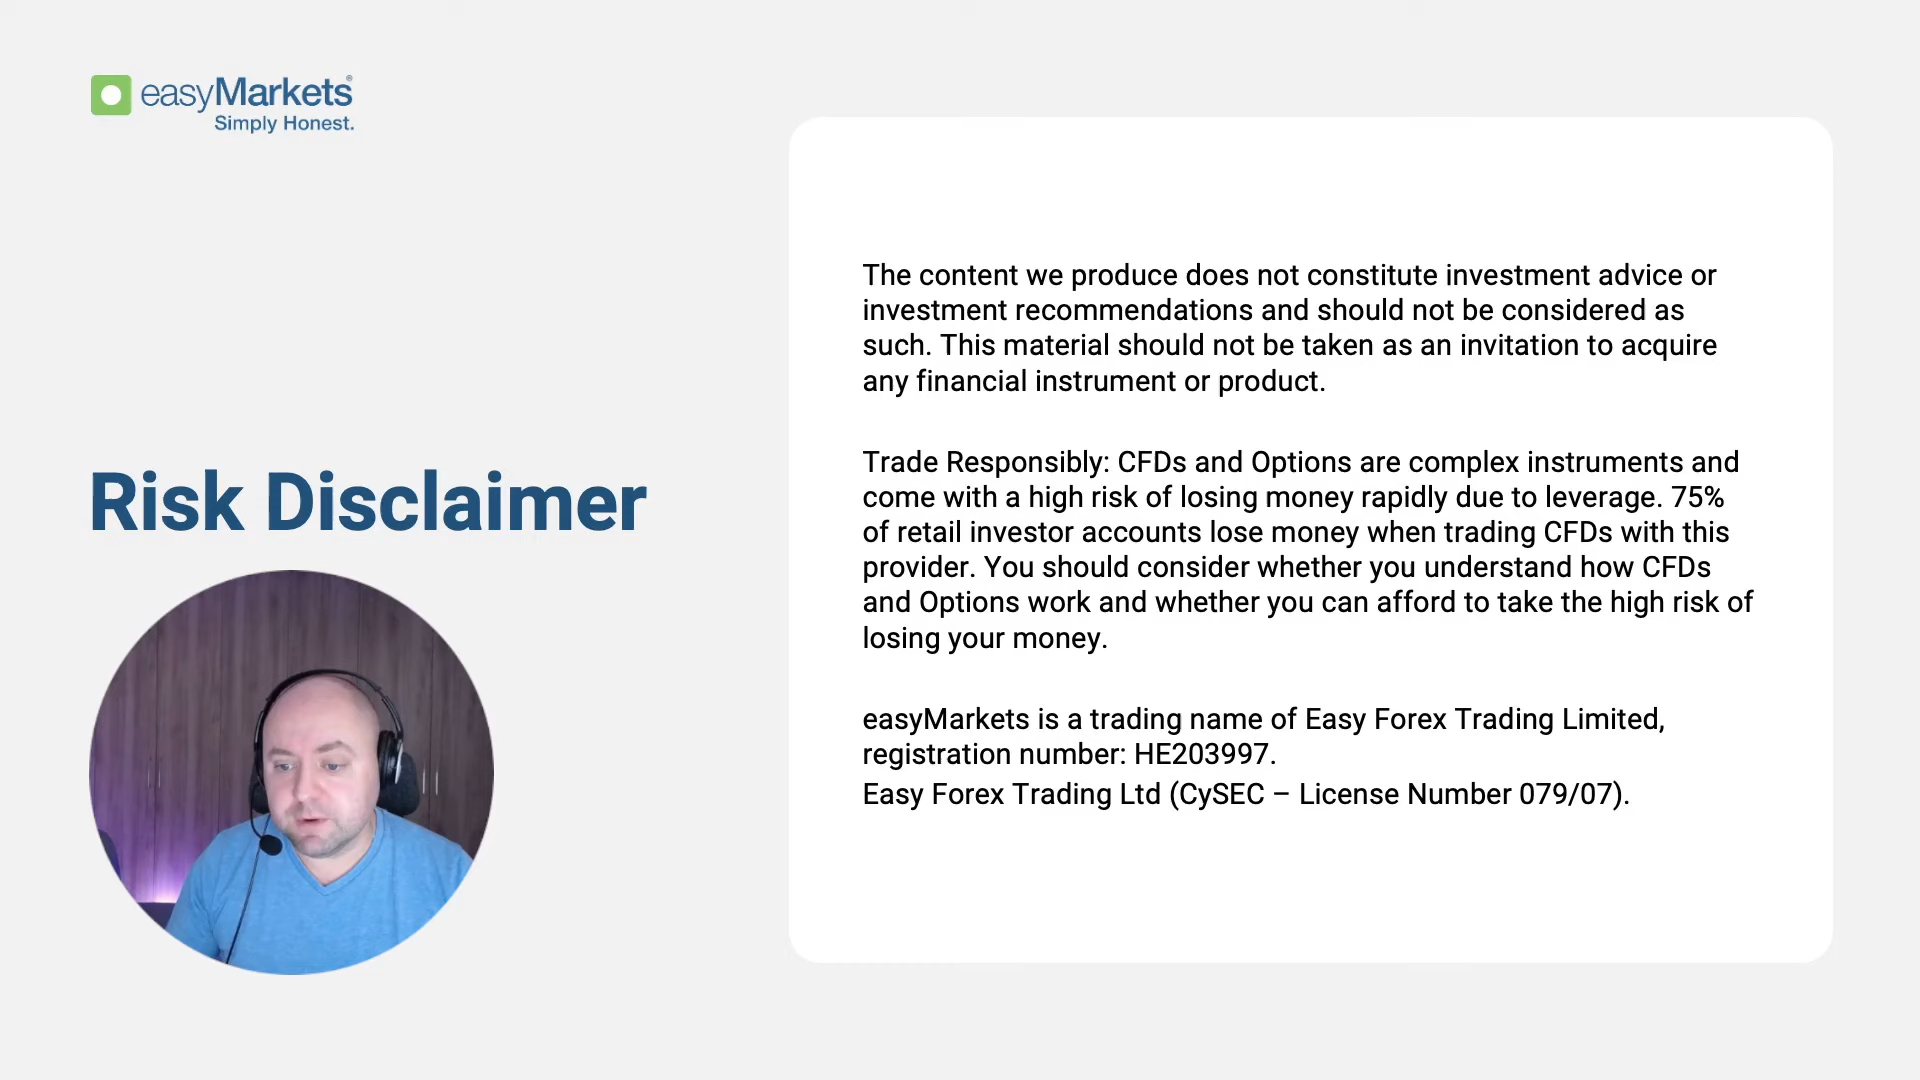 easyMarkets®
Simply Honest.
Risk Disclaimer
The content we produce does not constitute investment advice or
investment recommendations and should not be considered as
such. This material should not be taken as an invitation to acquire
any financial instrument or product.
Trade Responsibly: CFDs and Options are complex instruments and
come with a high risk of losing money rapidly due to leverage. 75%
of retail investor accounts lose money when trading CFDs with this
provider. You should consider whether you understand how CFDs
and Options work and whether you can afford to take the high risk of
losing your money.
easyMarkets is a trading name of Easy Forex Trading Limited,
registration number: HE203997.
Easy Forex Trading Ltd (CySEC – License Number 079/07).